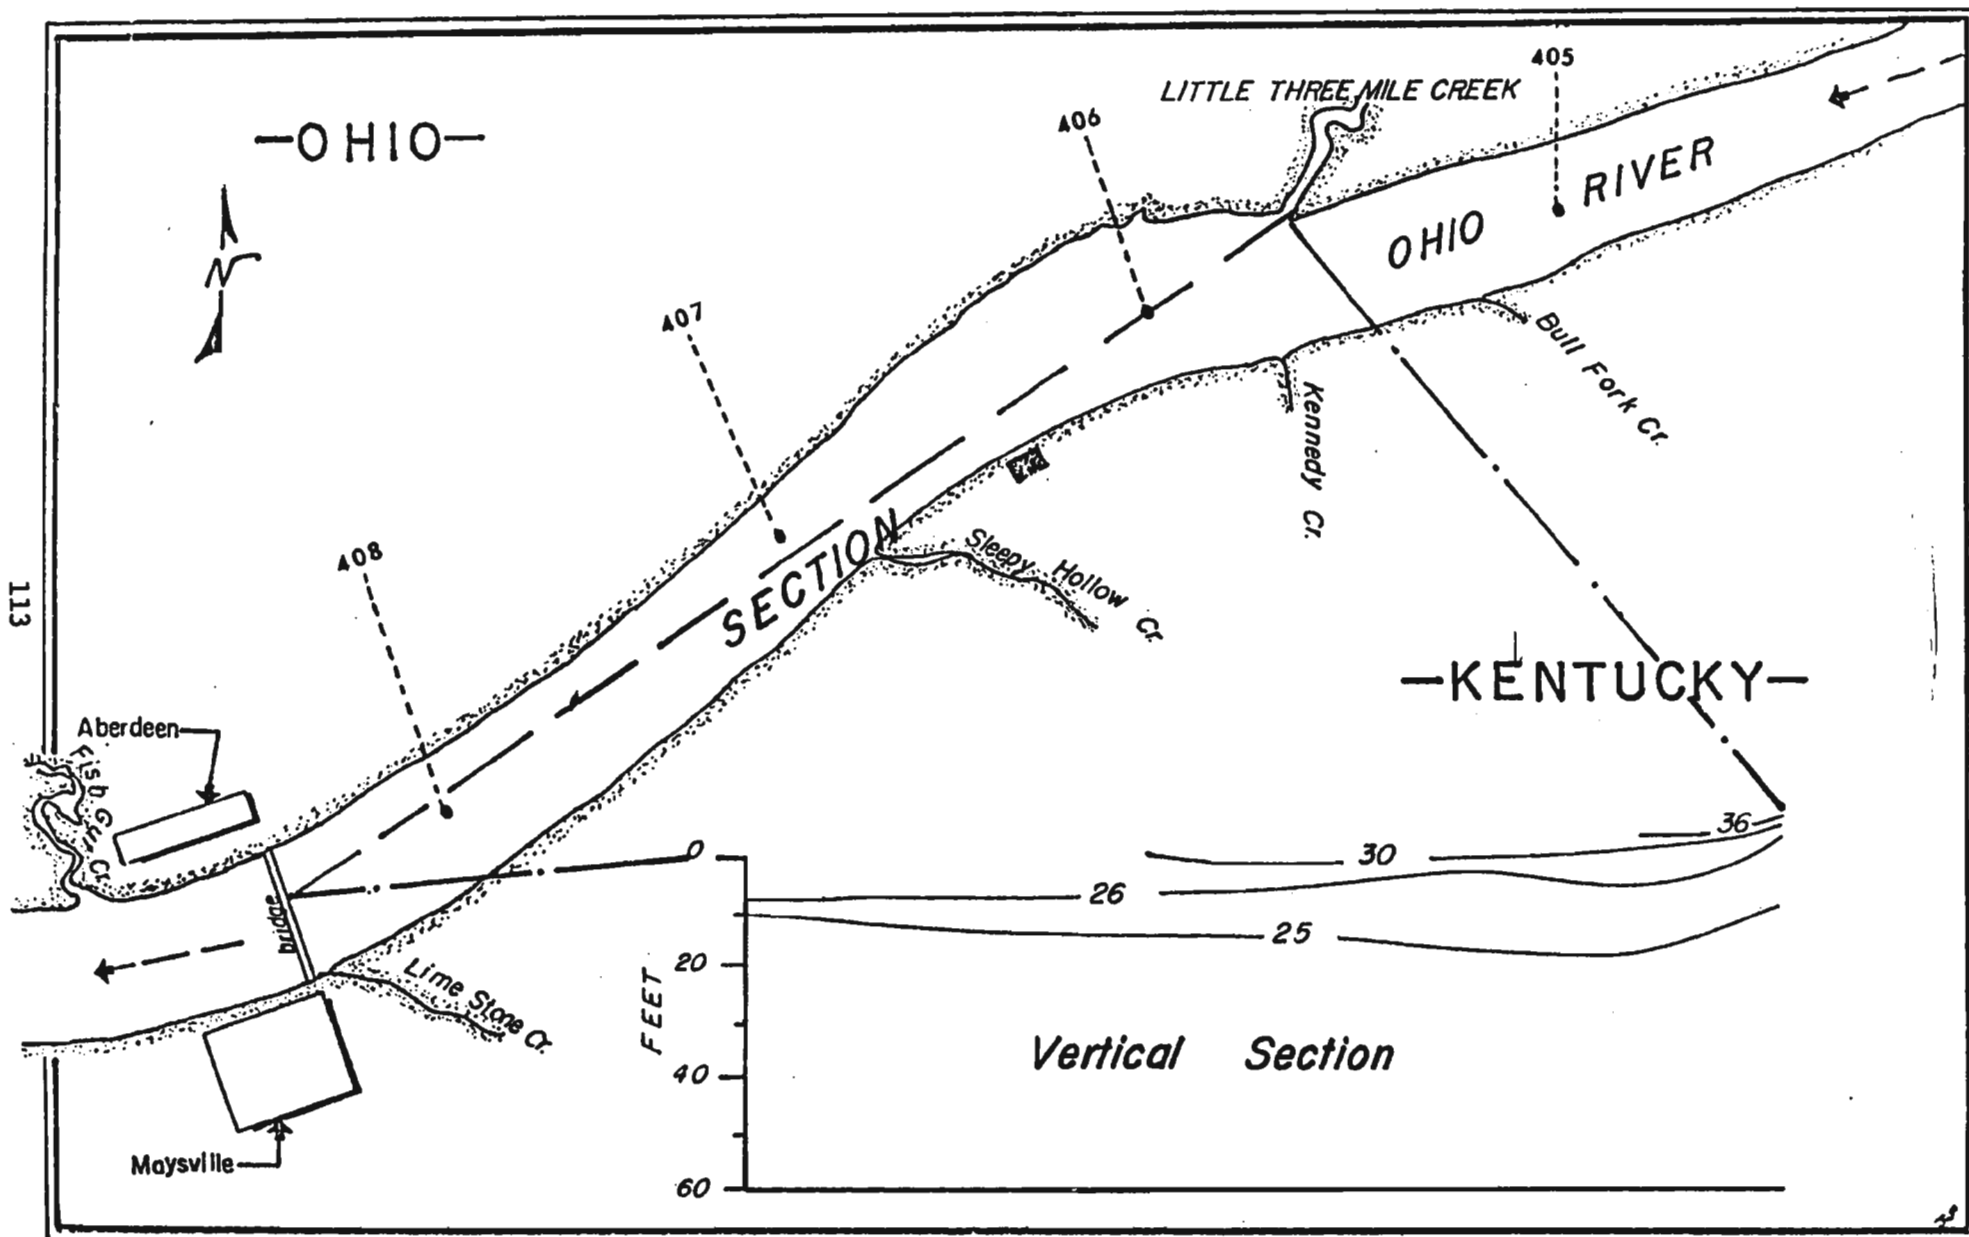 405
LITTLE THREE MILE CREEK
406
-OHIO-
RIVER
OHIO
N
407
Bull Fork Cr.
Kennedy Cr.
SECTION
Sleepy Hollow Cr.
408
113
-KENTUCKY-
Aberdeen
Fish Gut Cr.
bridge
Lime Stone Cr.
Maysville
0
20
40
60
FEET
36
30
26
25
Vertical Section